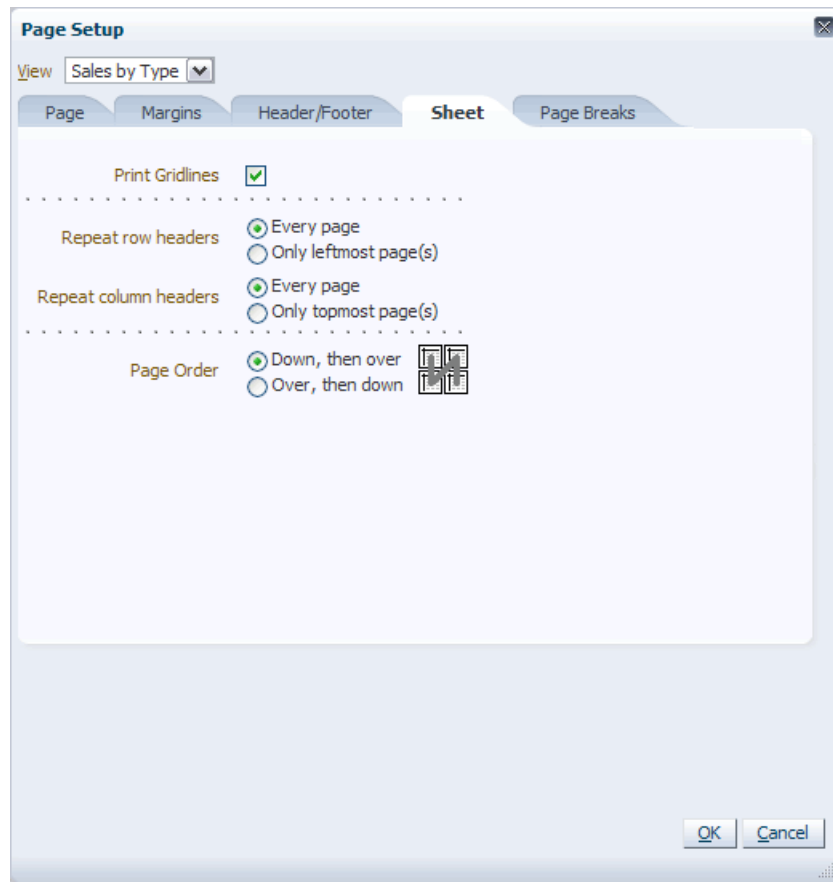 Page Setup
View Sales by Type
Page Margins Header/Footer Sheet Page Breaks
Print Gridlines
Repeat row headers
Every page
Only leftmost page(s)
Repeat column headers
Every page
Only topmost page(s)
Page Order
Down, then over
Over, then down
OK Cancel